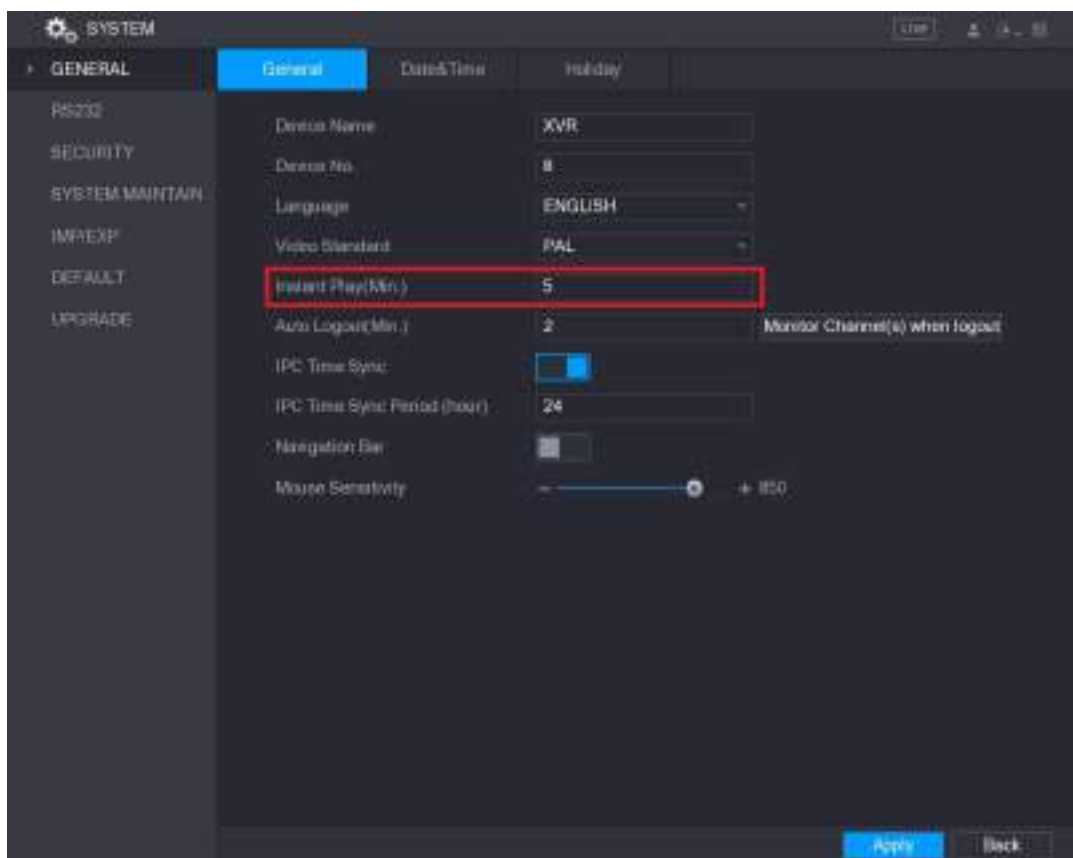 SYSTEM
LIVE
GENERAL
General Date&Time Holiday
RS232
SECURITY
SYSTEM MAINTAIN
IMP/EXP
DEFAULT
UPGRADE
Device Name XVR
Device No. 8
Language ENGLISH
Video Standard PAL
Instant Play(Min.) 5
Auto Logout(Min.) 2 Monitor Channel(s) when logout
IPC Time Sync
IPC Time Sync Period (hour) 24
Navigation Bar
Mouse Sensitivity - + 850
Apply Back